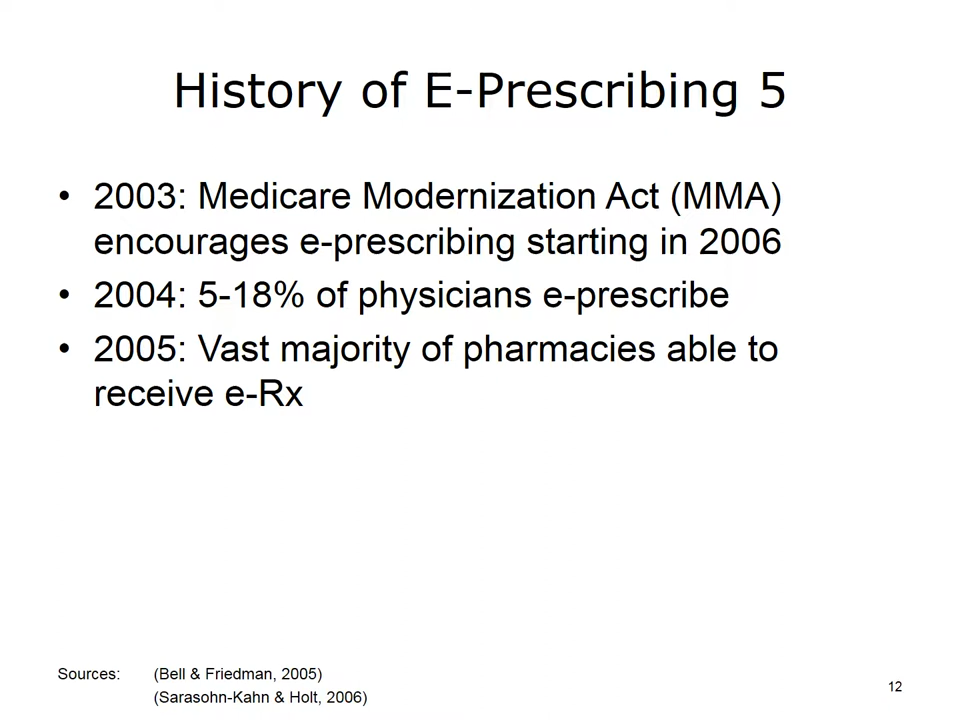 History of E-Prescribing 5
• 2003: Medicare Modernization Act (MMA)
encourages e-prescribing starting in 2006
• 2004: 5-18% of physicians e-prescribe
• 2005: Vast majority of pharmacies able to
receive e-Rx
Sources: (Bell & Friedman, 2005)
(Sarasohn-Kahn & Holt, 2006)
12